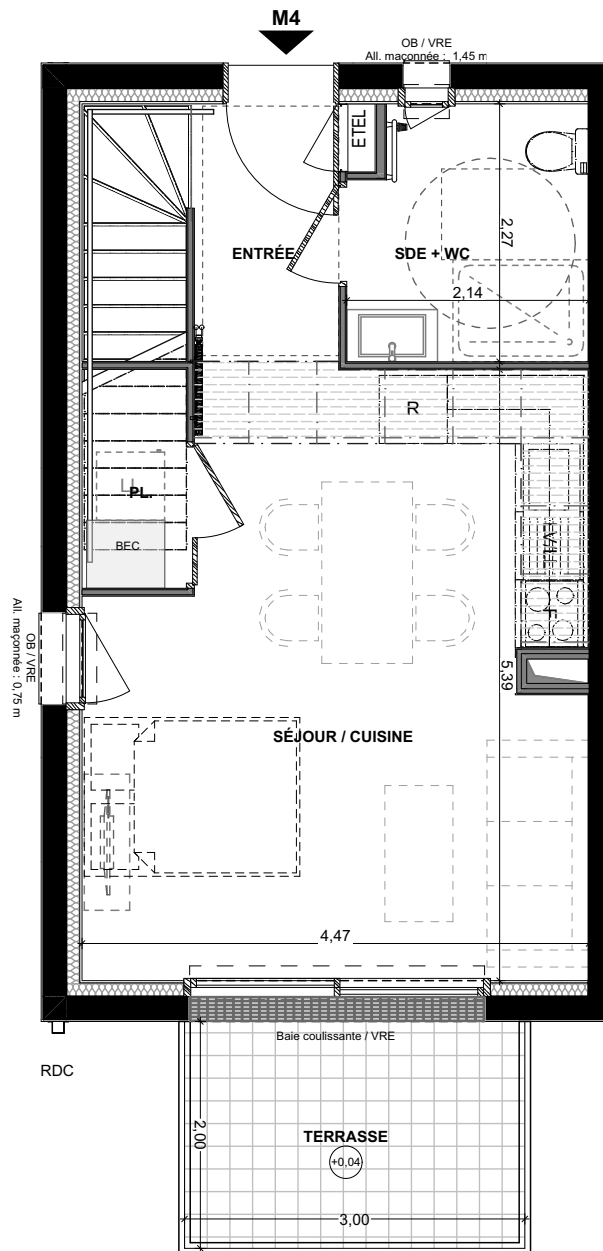 M4
OB / VRE
All. maçonnée : 1,45 m
ETEL
ENTRÉE
SDE + WC
2,27
2,14
R
LL
PL.
BEC
LV
OB / VRE
All. maçonnée : 0,75 m
5,39
SÉJOUR / CUISINE
4,47
Baie coulissante / VRE
RDC
2,00
TERRASSE
+0,04
3,00